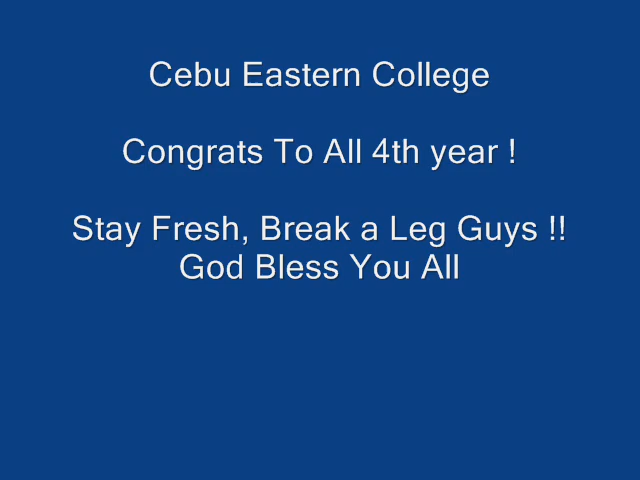 Cebu Eastern College
Congrats To All 4th year !
Stay Fresh, Break a Leg Guys !!
God Bless You All